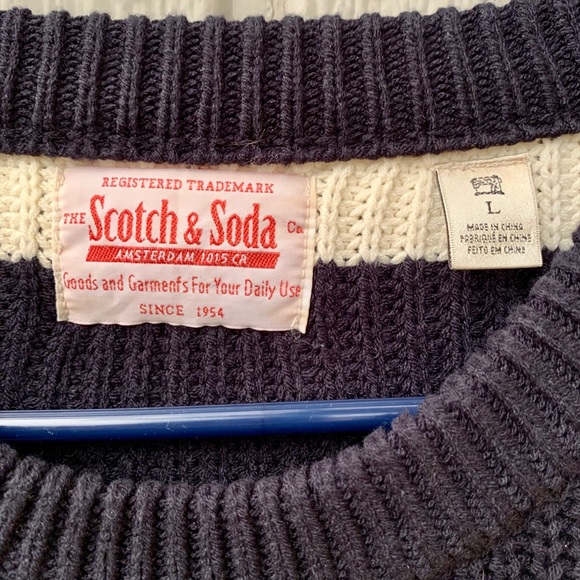 REGISTERED TRADEMARK
THE Scotch & Soda Co.
AMSTERDAM 1015 CR
Goods and Garments For Your Daily Use
SINCE 1954
L
MADE IN CHINA
FABRIQUÉ EN CHINE
FEITO EM CHINA